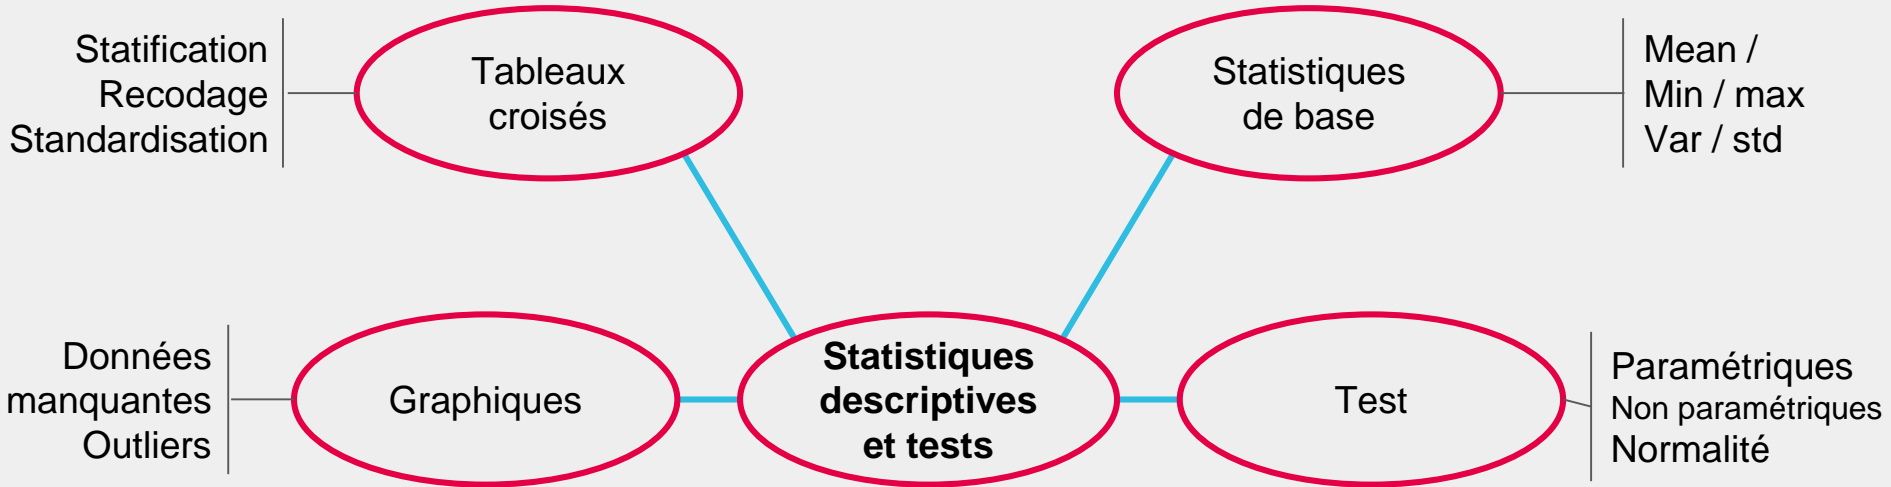 Statification
Recodage
Standardisation
Tableaux
croisés
Statistiques
de base
Mean /
Min / max
Var / std
Données
manquantes
Outliers
Graphiques
Statistiques
descriptives
et tests
Test
Paramétriques
Non paramétriques
Normalité